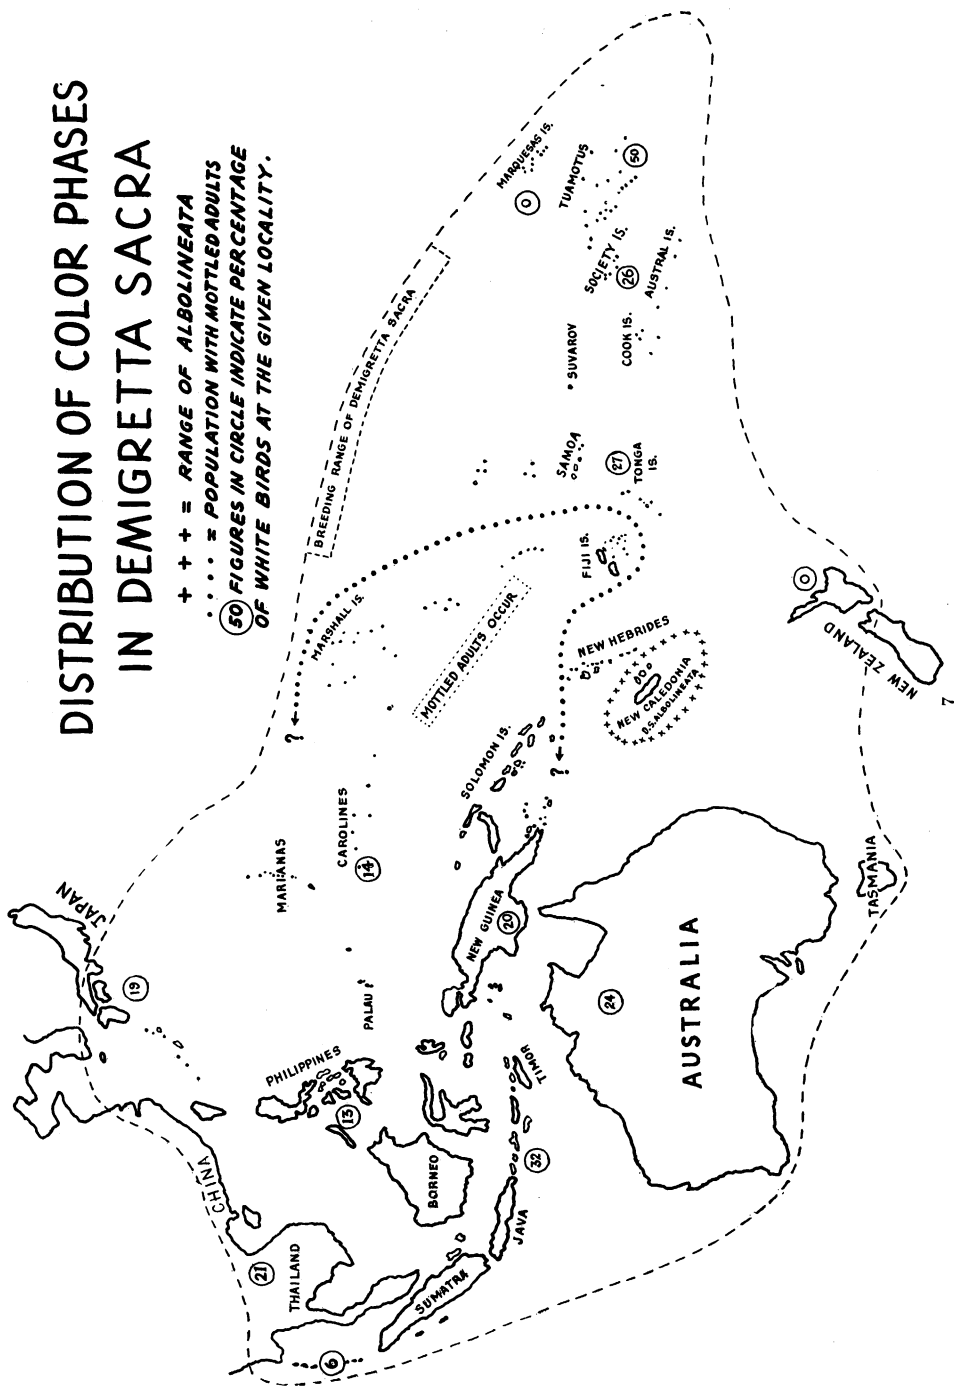 DISTRIBUTION OF COLOR PHASES
IN DEMIGRETTA SACRA
+ + + = RANGE OF ALBOLINEATA
.... = POPULATION WITH MOTTLED ADULTS
50 FIGURES IN CIRCLE INDICATE PERCENTAGE
OF WHITE BIRDS AT THE GIVEN LOCALITY.
JAPAN
19
CHINA
21
THAILAND
6
PHILIPPINES
13
MARIANAS
CAROLINES
14
PALAU
BORNEO
SUMATRA
JAVA
32
TIMOR
NEW GUINEA
20
SOLOMON IS.
?
MARSHALL IS.
BREEDING RANGE OF DEMIGRETTA SACRA
MOTTLED ADULTS OCCUR
?
NEW HEBRIDES
NEW CALEDONIA
D.S. ALBOLINEATA
FIJI IS.
SAMOA
27
TONGA
IS.
SUVAROV
COOK IS.
SOCIETY IS.
26
AUSTRAL IS.
MARQUESAS IS.
0
TUAMOTUS
50
AUSTRALIA
24
TASMANIA
NEW ZEALAND
0
7